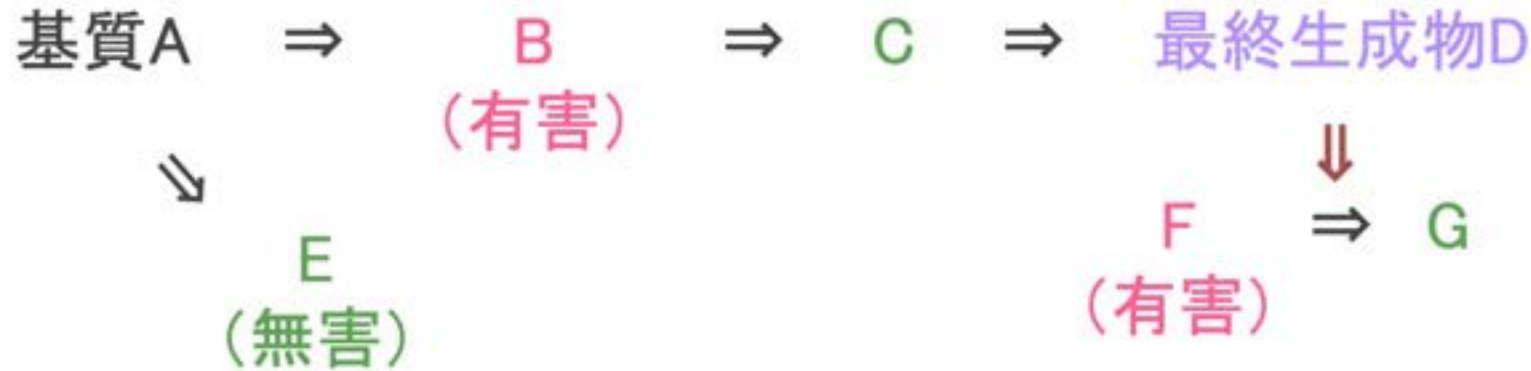 基質A ⇒ B ⇒ C ⇒ 最終生成物D
(有害)
⇘ ⇓
F ⇒ G
E (有害)
(無害)